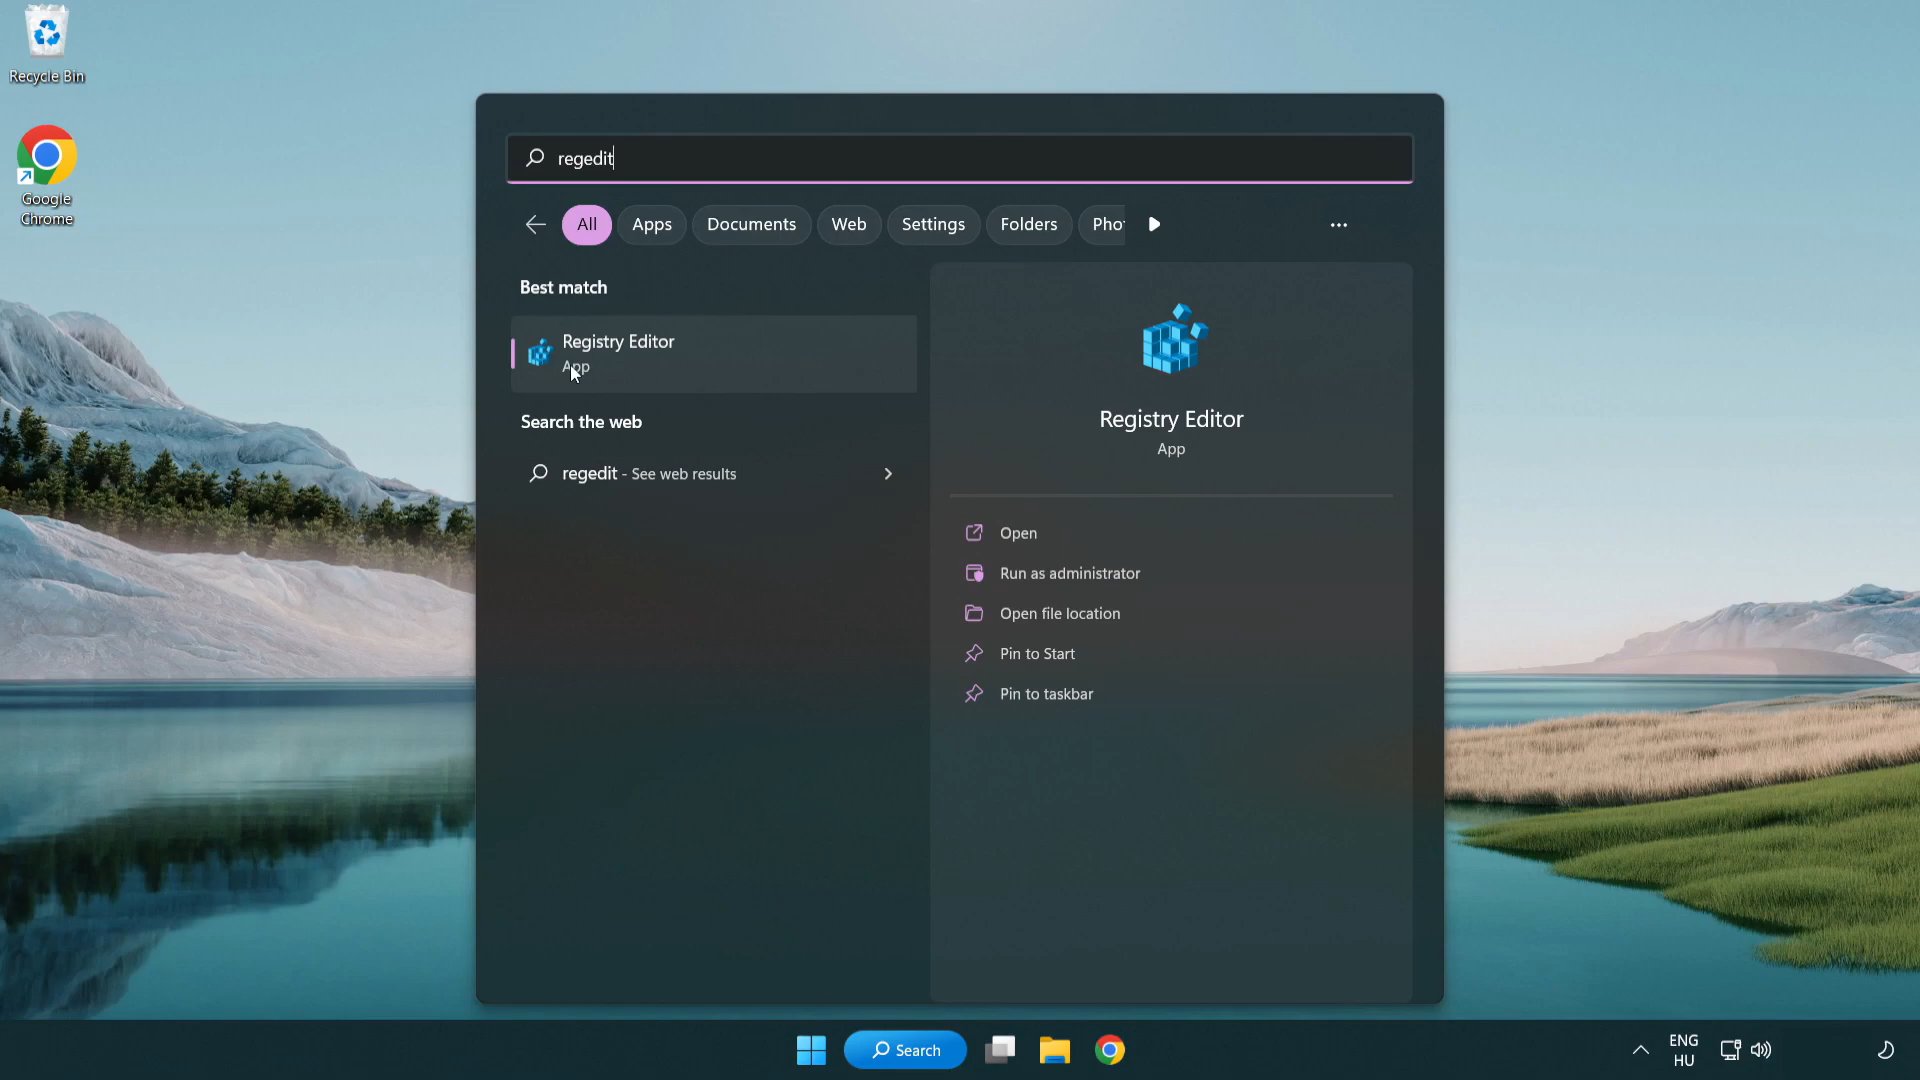 Recycle Bin
Google
Chrome
regedit
All Apps Documents Web Settings Folders Pho
Best match
Registry Editor
App
Search the web
regedit - See web results
Registry Editor
App
Open
Run as administrator
Open file location
Pin to Start
Pin to taskbar
Search
ENG
HU